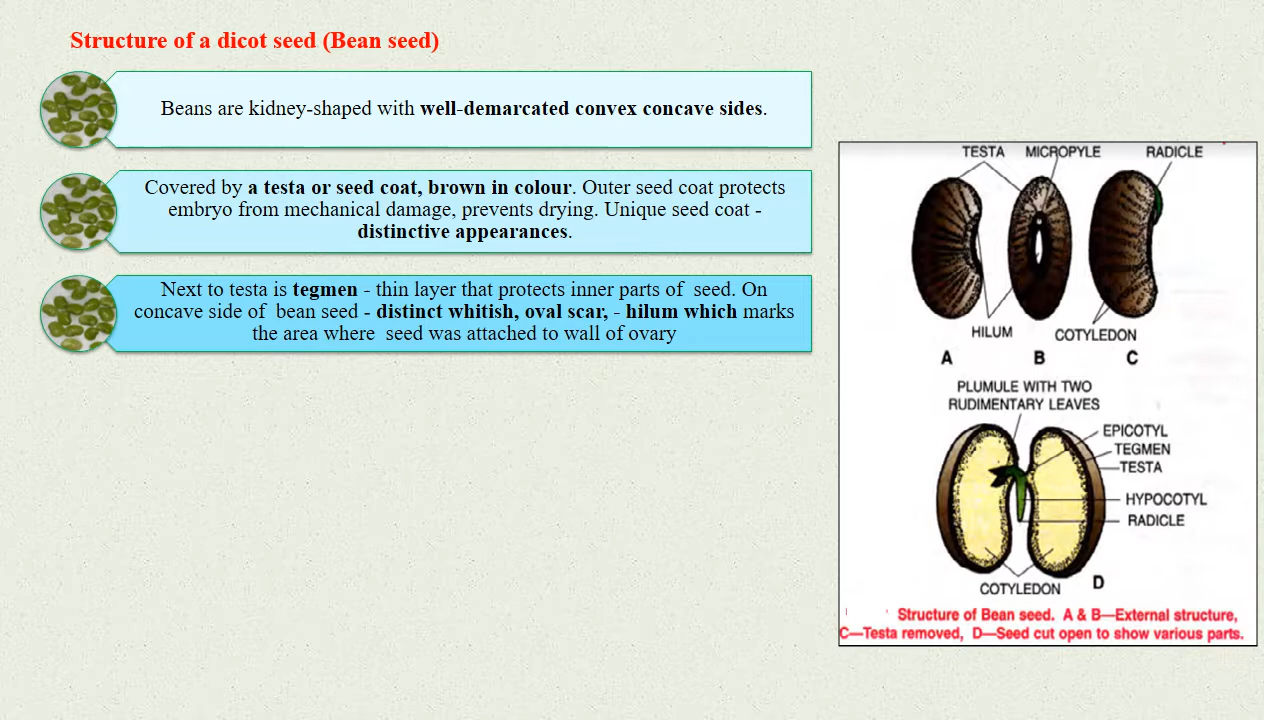 Structure of a dicot seed (Bean seed)
Beans are kidney-shaped with well-demarcated convex concave sides.
Covered by a testa or seed coat, brown in colour. Outer seed coat protects
embryo from mechanical damage, prevents drying. Unique seed coat -
distinctive appearances.
Next to testa is tegmen - thin layer that protects inner parts of seed. On
concave side of bean seed - distinct whitish, oval scar, - hilum which marks
the area where seed was attached to wall of ovary
TESTA MICROPYLE RADICLE
HILUM COTYLEDON
A B C
PLUMULE WITH TWO
RUDIMENTARY LEAVES
EPICOTYL
TEGMEN
TESTA
HYPOCOTYL
RADICLE
COTYLEDON D
Structure of Bean seed. A & B—External structure,
C—Testa removed, D—Seed cut open to show various parts.